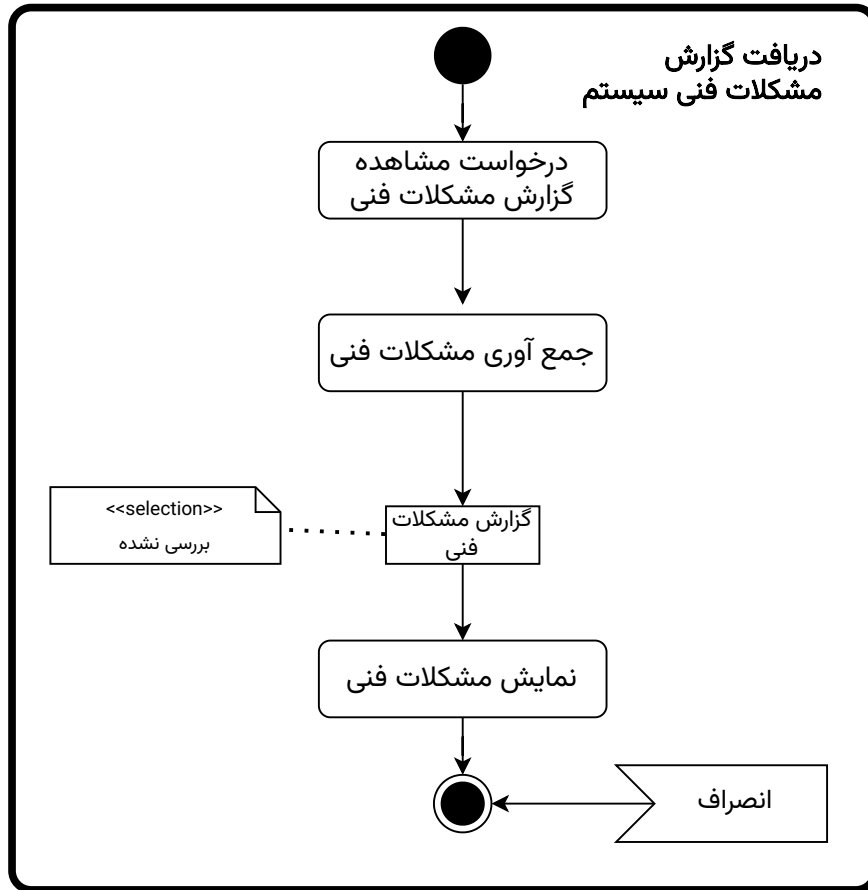 دریافت گزارش
مشکلات فنی سیستم
درخواست مشاهده
گزارش مشکلات فنی
جمع آوری مشکلات فنی
<<selection>>
بررسی نشده
گزارش مشکلات
فنی
نمایش مشکلات فنی
انصراف